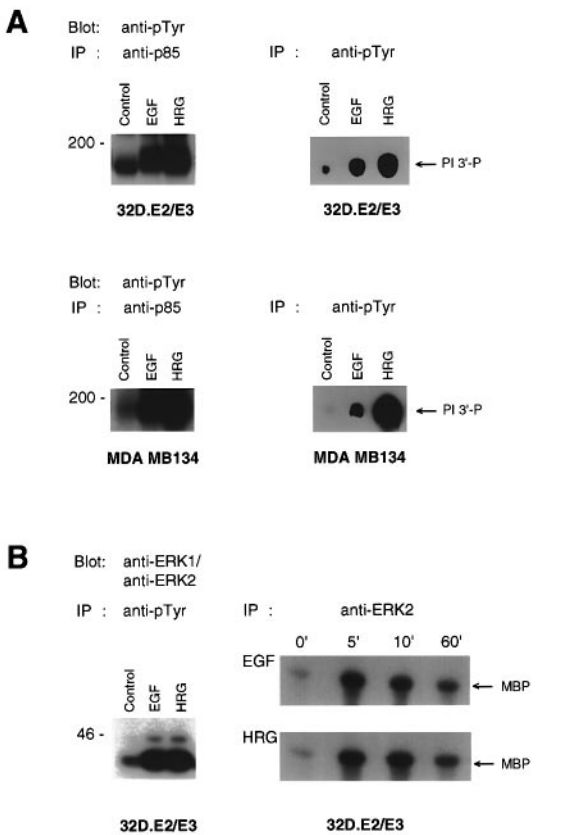 A
Blot: anti-pTyr
IP : anti-p85
IP : anti-pTyr
Control
EGF
HRG
Control
EGF
HRG
200 -
← PI 3'-P
32D.E2/E3
32D.E2/E3
Blot: anti-pTyr
IP : anti-p85
IP : anti-pTyr
Control
EGF
HRG
Control
EGF
HRG
200 -
← PI 3'-P
MDA MB134
MDA MB134
B
Blot: anti-ERK1/
anti-ERK2
IP : anti-pTyr
IP : anti-ERK2
0' 5' 10' 60'
Control
EGF
HRG
EGF
← MBP
46 -
HRG
← MBP
32D.E2/E3
32D.E2/E3